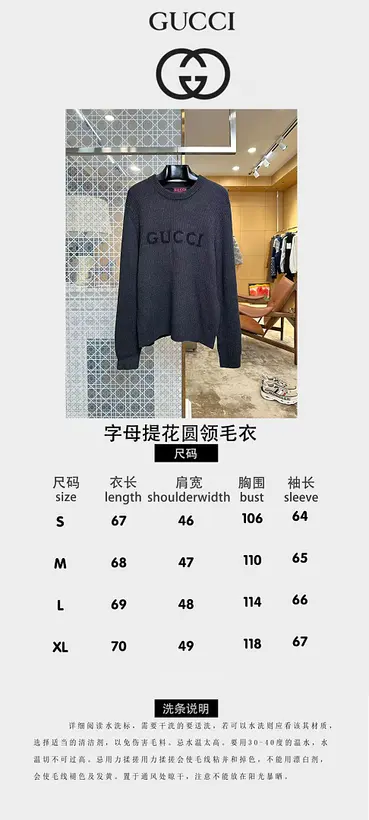 GUCCI
GUCCI
字母提花圆领毛衣
尺码
尺码 衣长 肩宽 胸围 袖长
size length shoulderwidth bust sleeve
S 67 46 106 64
M 68 47 110 65
L 69 48 114 66
XL 70 49 118 67
洗条说明
详细阅读水洗标，需要干洗的要送洗，若可以水洗则应看该其材质，
选择适当的清洁剂，以免伤害毛料。总水温太高。要用30-40度的温水，水
温切不可过高。总用力揉搓用力揉搓会使毛线粘并和掉色，不能用漂白剂，
会使毛线褪色及发黄。置于通风处晾干，注意不能放在阳光暴晒。